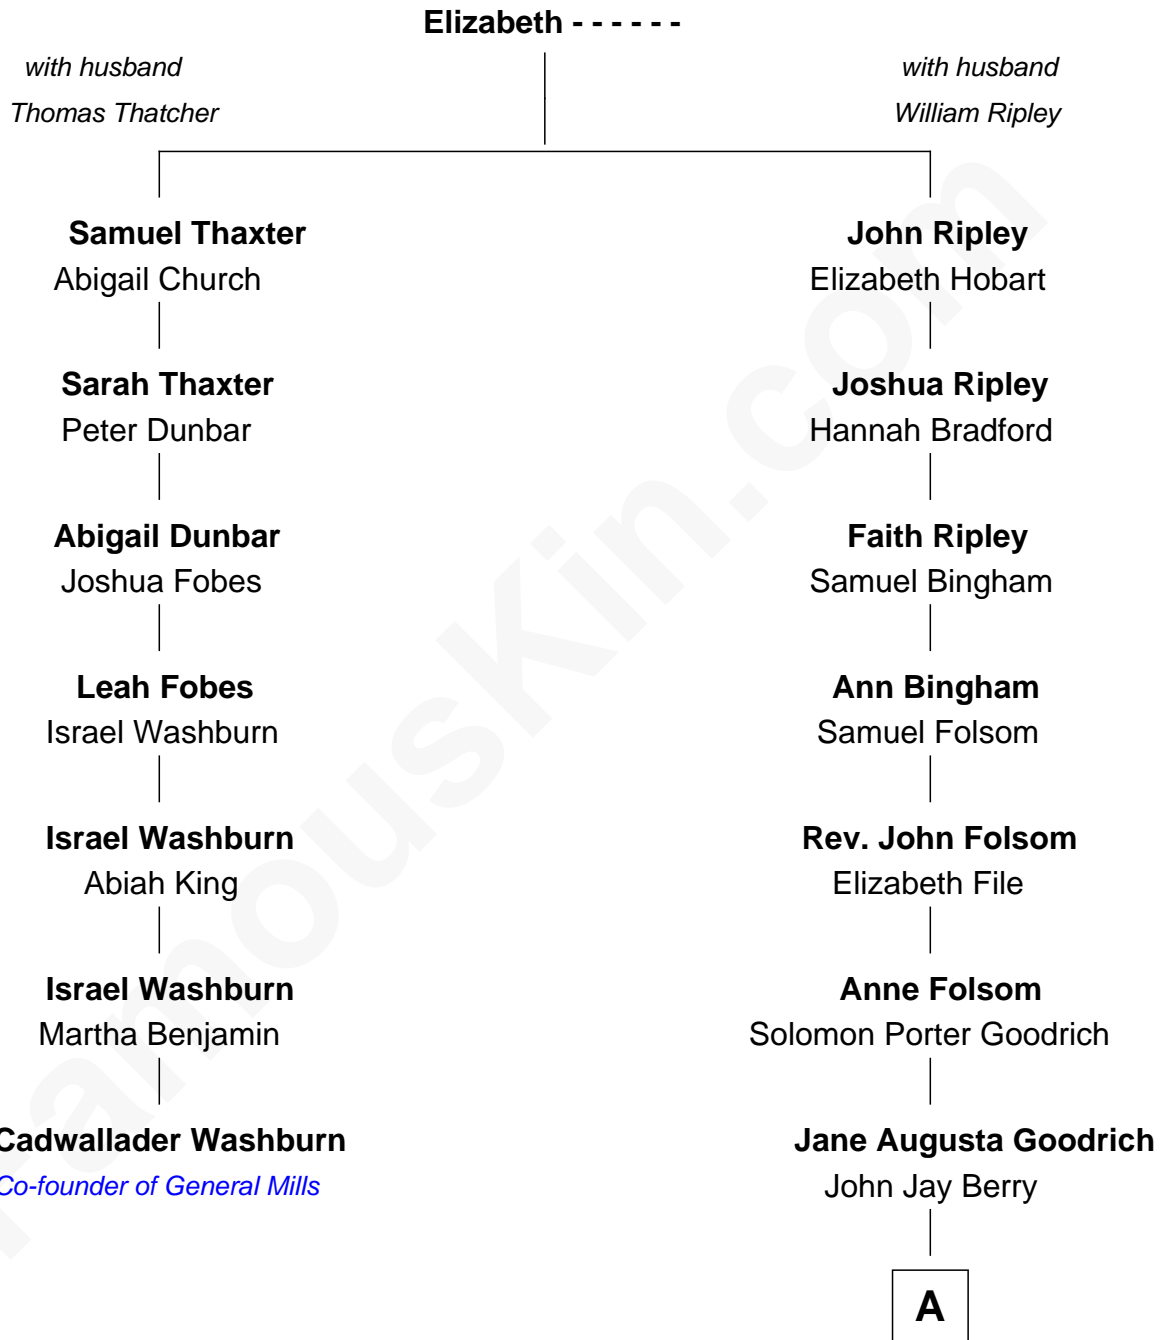 Elizabeth - - - - - -
with husband
Thomas Thatcher
with husband
William Ripley
Samuel Thaxter
Abigail Church
John Ripley
Elizabeth Hobart
Sarah Thaxter
Peter Dunbar
Joshua Ripley
Hannah Bradford
Abigail Dunbar
Joshua Fobes
Faith Ripley
Samuel Bingham
Leah Fobes
Israel Washburn
Ann Bingham
Samuel Folsom
Israel Washburn
Abiah King
Rev. John Folsom
Elizabeth File
Israel Washburn
Martha Benjamin
Anne Folsom
Solomon Porter Goodrich
Cadwallader Washburn
Co-founder of General Mills
Jane Augusta Goodrich
John Jay Berry
A
FamousKin.com